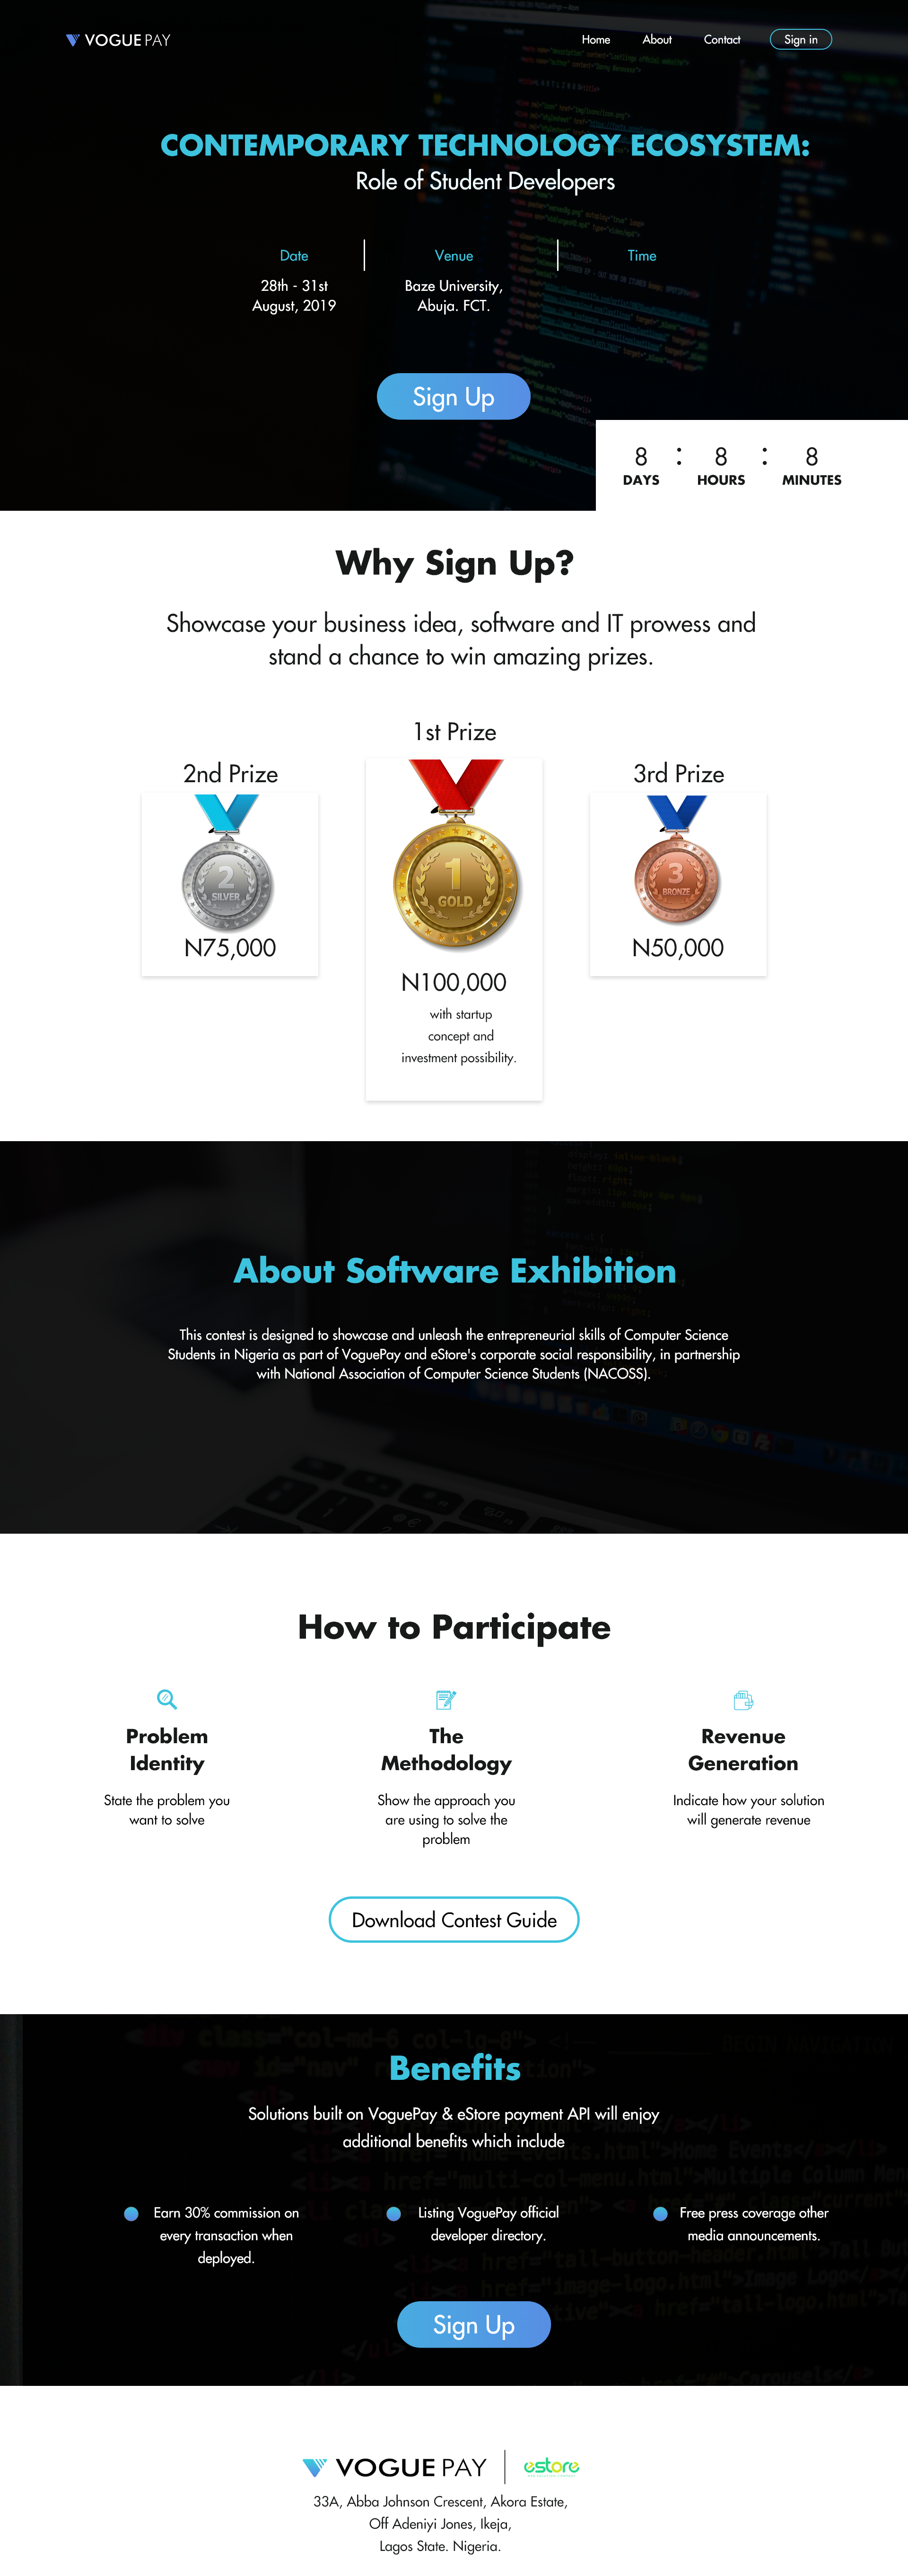 VOGUE PAY
Home About Contact Sign in
CONTEMPORARY TECHNOLOGY ECOSYSTEM:
Role of Student Developers
Date Venue Time
28th - 31st
August, 2019
Baze University,
Abuja. FCT.
Sign Up
8 : 8 : 8
DAYS HOURS MINUTES
Why Sign Up?
Showcase your business idea, software and IT prowess and
stand a chance to win amazing prizes.
2nd Prize
2
SILVER
N75,000
1st Prize
1
GOLD
N100,000
with startup
concept and
investment possibility.
3rd Prize
3
BRONZE
N50,000
About Software Exhibition
This contest is designed to showcase and unleash the entrepreneurial skills of Computer Science
Students in Nigeria as part of VoguePay and eStore's corporate social responsibility, in partnership
with National Association of Computer Science Students (NACOSS).
How to Participate
Problem
Identity
State the problem you
want to solve
The
Methodology
Show the approach you
are using to solve the
problem
Revenue
Generation
Indicate how your solution
will generate revenue
Download Contest Guide
Benefits
Solutions built on VoguePay & eStore payment API will enjoy
additional benefits which include
Earn 30% commission on
every transaction when
deployed.
Listing VoguePay official
developer directory.
Free press coverage other
media announcements.
Sign Up
VOGUE PAY
estore
33A, Abba Johnson Crescent, Akora Estate,
Off Adeniyi Jones, Ikeja,
Lagos State. Nigeria.